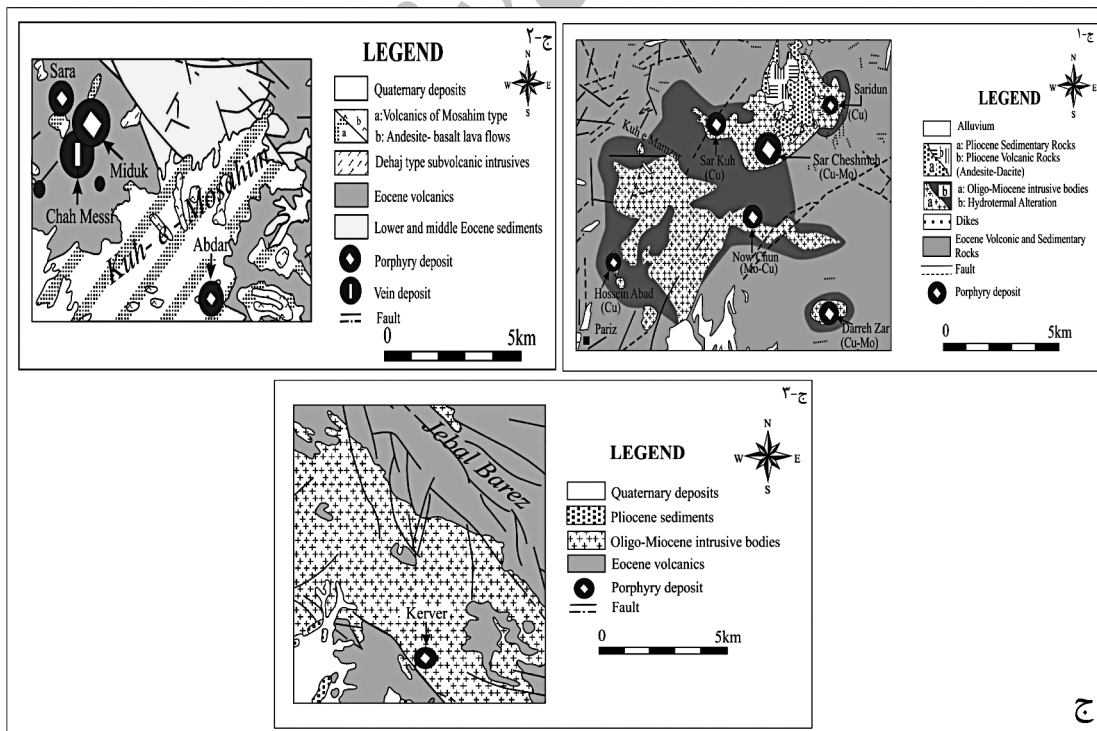 ج-۲
N
W E
S
LEGEND
Quaternary deposits
a b
a:Volcanics of Mosahim type
b: Andesite- basalt lava flows
Dehaj type subvolcanic intrusives
Eocene volcanics
Lower and middle Eocene sediments
Porphyry deposit
Vein deposit
Fault
0 5km
Sara
Miduk
Chah Messi
Kuh- e -Mosahim
Abdar
ج-۱
N
W E
S
LEGEND
Alluvium
a b
a: Pliocene Sedimentary Rocks
b: Pliocene Volcanic Rocks
(Andesite-Dacite)
a b
a: Oligo-Miocene intrusive bodies
b: Hydrotermal Alteration
Dikes
Eocene Volcanic and Sedimentary
Rocks
Fault
Porphyry deposit
0 5km
Saridun
(Cu)
Kuh e Mamzar
Sar Kuh
(Cu)
Sar Cheshmeh
(Cu-Mo)
Now Chun
(Mo-Cu)
Hossein Abad
(Cu)
Pariz
Darreh Zar
(Cu-Mo)
ج-۳
N
W E
S
LEGEND
Quaternary deposits
Pliocene sediments
Oligo-Miocene intrusive bodies
Eocene volcanics
Porphyry deposit
Fault
0 5km
Jebal Barez
Kerver
ج